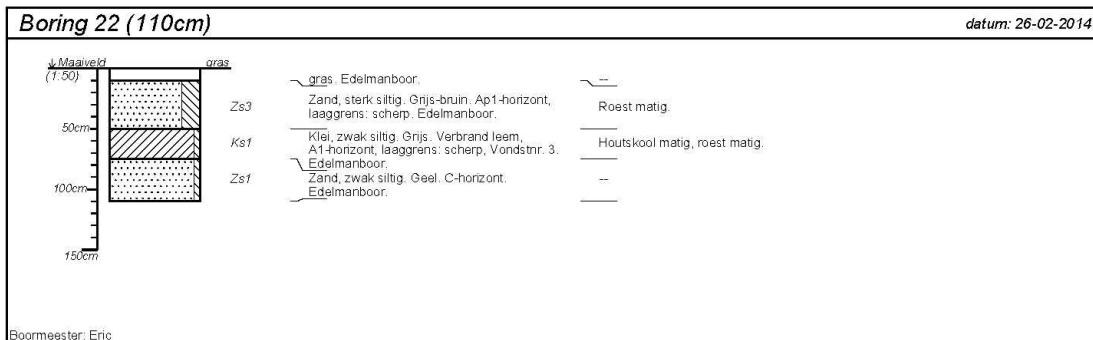 Boring 22 (110cm)
datum: 26-02-2014
↓ Maaiveld
gras
(1:50)
gras. Edelmanboor.
--
Zs3
Zand, sterk siltig. Grijs-bruin. Ap1-horizont,
laaggrens: scherp. Edelmanboor.
Roest matig.
50cm
Ks1
Klei, zwak siltig. Grijs. Verbrand leem,
A1-horizont, laaggrens: scherp, Vondstnr. 3.
Edelmanboor.
Houtskool matig, roest matig.
Zs1
Zand, zwak siltig. Geel. C-horizont.
Edelmanboor.
--
100cm
150cm
Boormeester: Eric